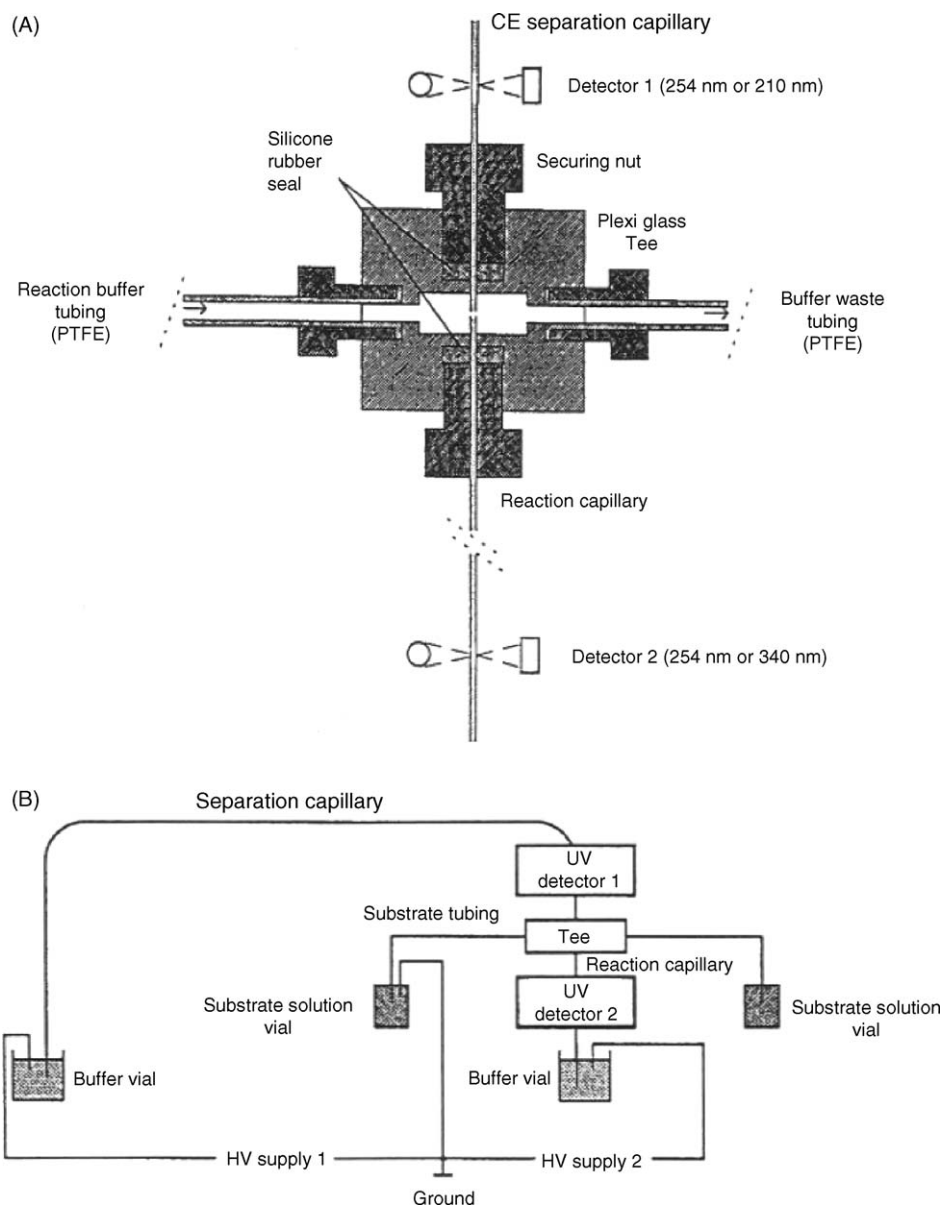 (A)
CE separation capillary
Detector 1 (254 nm or 210 nm)
Silicone
rubber
seal
Securing nut
Plexi glass
Tee
Reaction buffer
tubing
(PTFE)
Buffer waste
tubing
(PTFE)
Reaction capillary
Detector 2 (254 nm or 340 nm)
(B)
Separation capillary
UV
detector 1
Substrate tubing
Tee
Reaction capillary
UV
detector 2
Substrate solution
vial
Substrate solution
vial
Buffer vial
Buffer vial
HV supply 1
HV supply 2
Ground